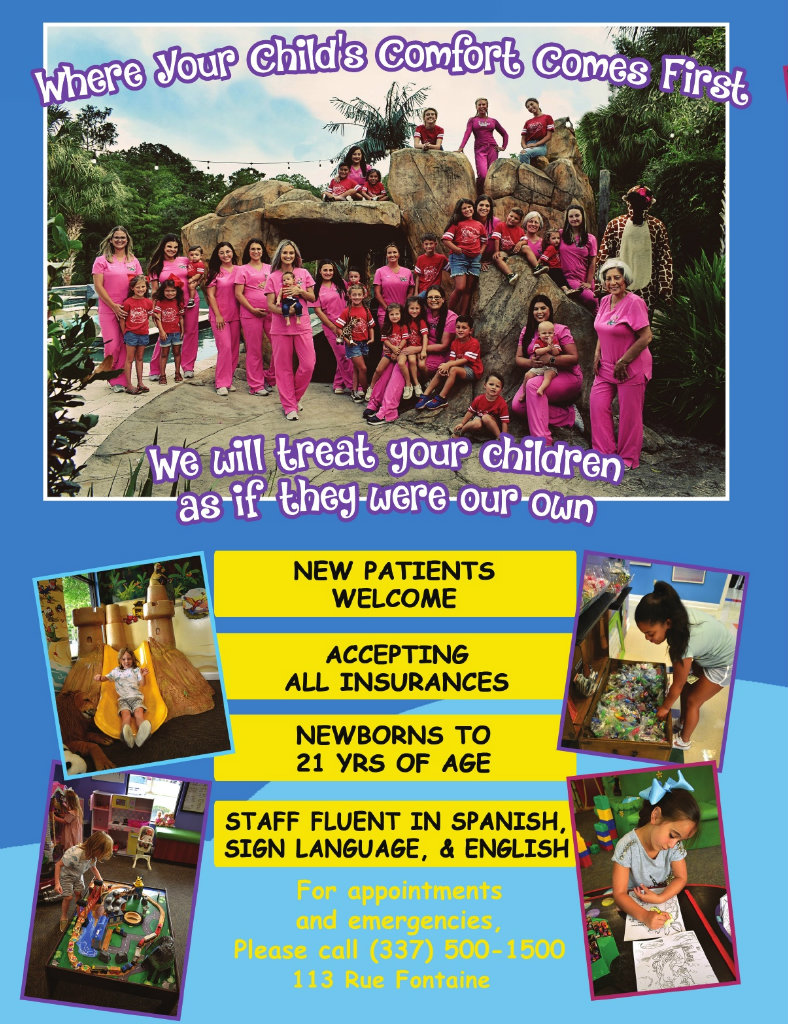 Where Your Child's Comfort Comes First
We will treat your children
as if they were our own
NEW PATIENTS
WELCOME
ACCEPTING
ALL INSURANCES
NEWBORNS TO
21 YRS OF AGE
STAFF FLUENT IN SPANISH,
SIGN LANGUAGE, & ENGLISH
For appointments
and emergencies,
Please call (337) 500-1500
113 Rue Fontaine